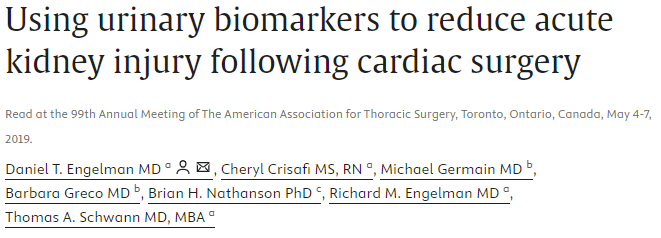 Using urinary biomarkers to reduce acute
kidney injury following cardiac surgery
Read at the 99th Annual Meeting of The American Association for Thoracic Surgery, Toronto, Ontario, Canada, May 4-7,
2019.
Daniel T. Engelman MD ᵃ ✉, Cheryl Crisafi MS, RN ᵃ, Michael Germain MD ᵇ,
Barbara Greco MD ᵇ, Brian H. Nathanson PhD ᶜ, Richard M. Engelman MD ᵃ,
Thomas A. Schwann MD, MBA ᵃ